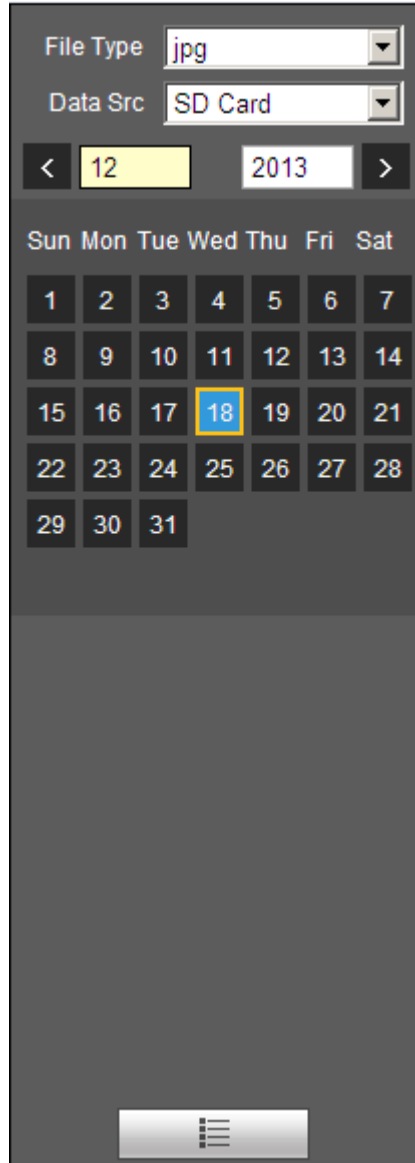 File Type jpg
Data Src SD Card
< 12 2013 >
Sun Mon Tue Wed Thu Fri Sat
1 2 3 4 5 6 7
8 9 10 11 12 13 14
15 16 17 18 19 20 21
22 23 24 25 26 27 28
29 30 31